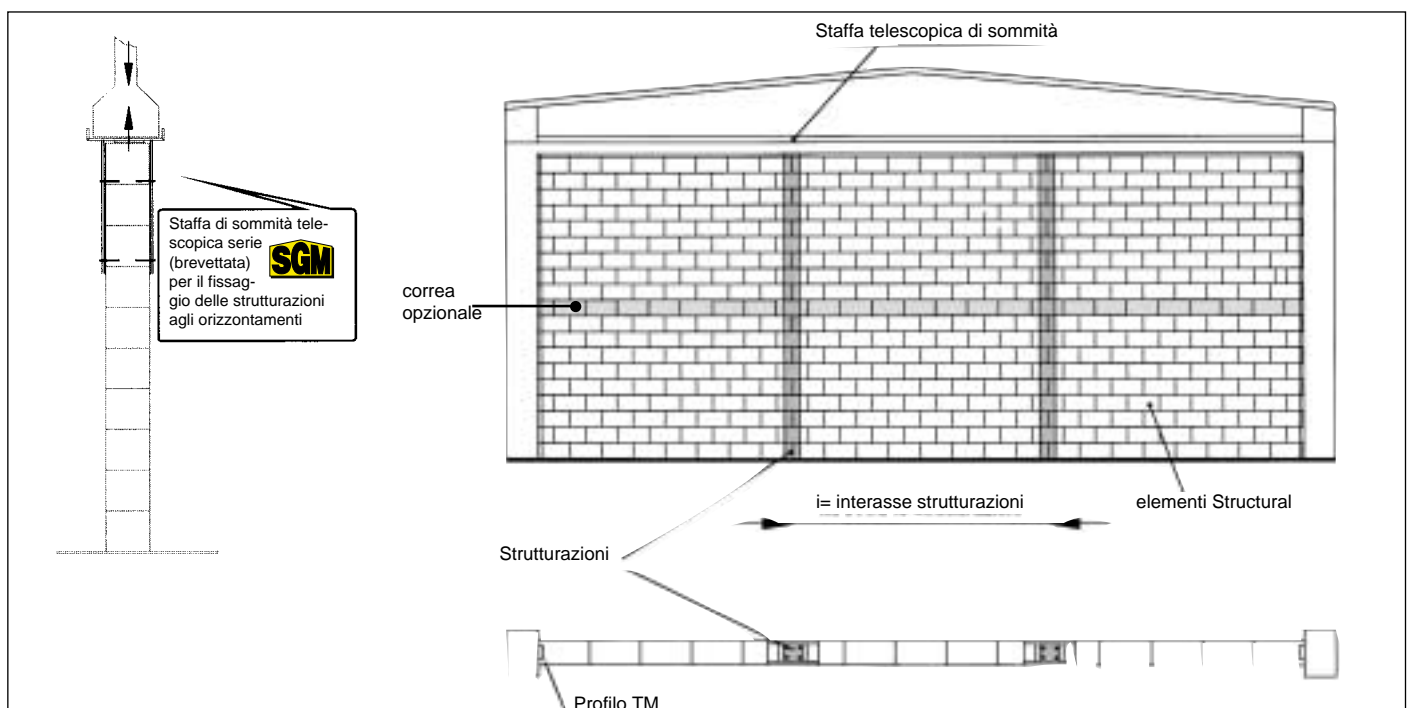 Staffa telescopica di sommità
Staffa di sommità tele-
scopica serie SGM
(brevettata)
per il fissag-
gio delle strutturazioni
agli orizzontamenti
correa
opzionale
i= interasse strutturazioni
elementi Structural
Strutturazioni
Profilo TM